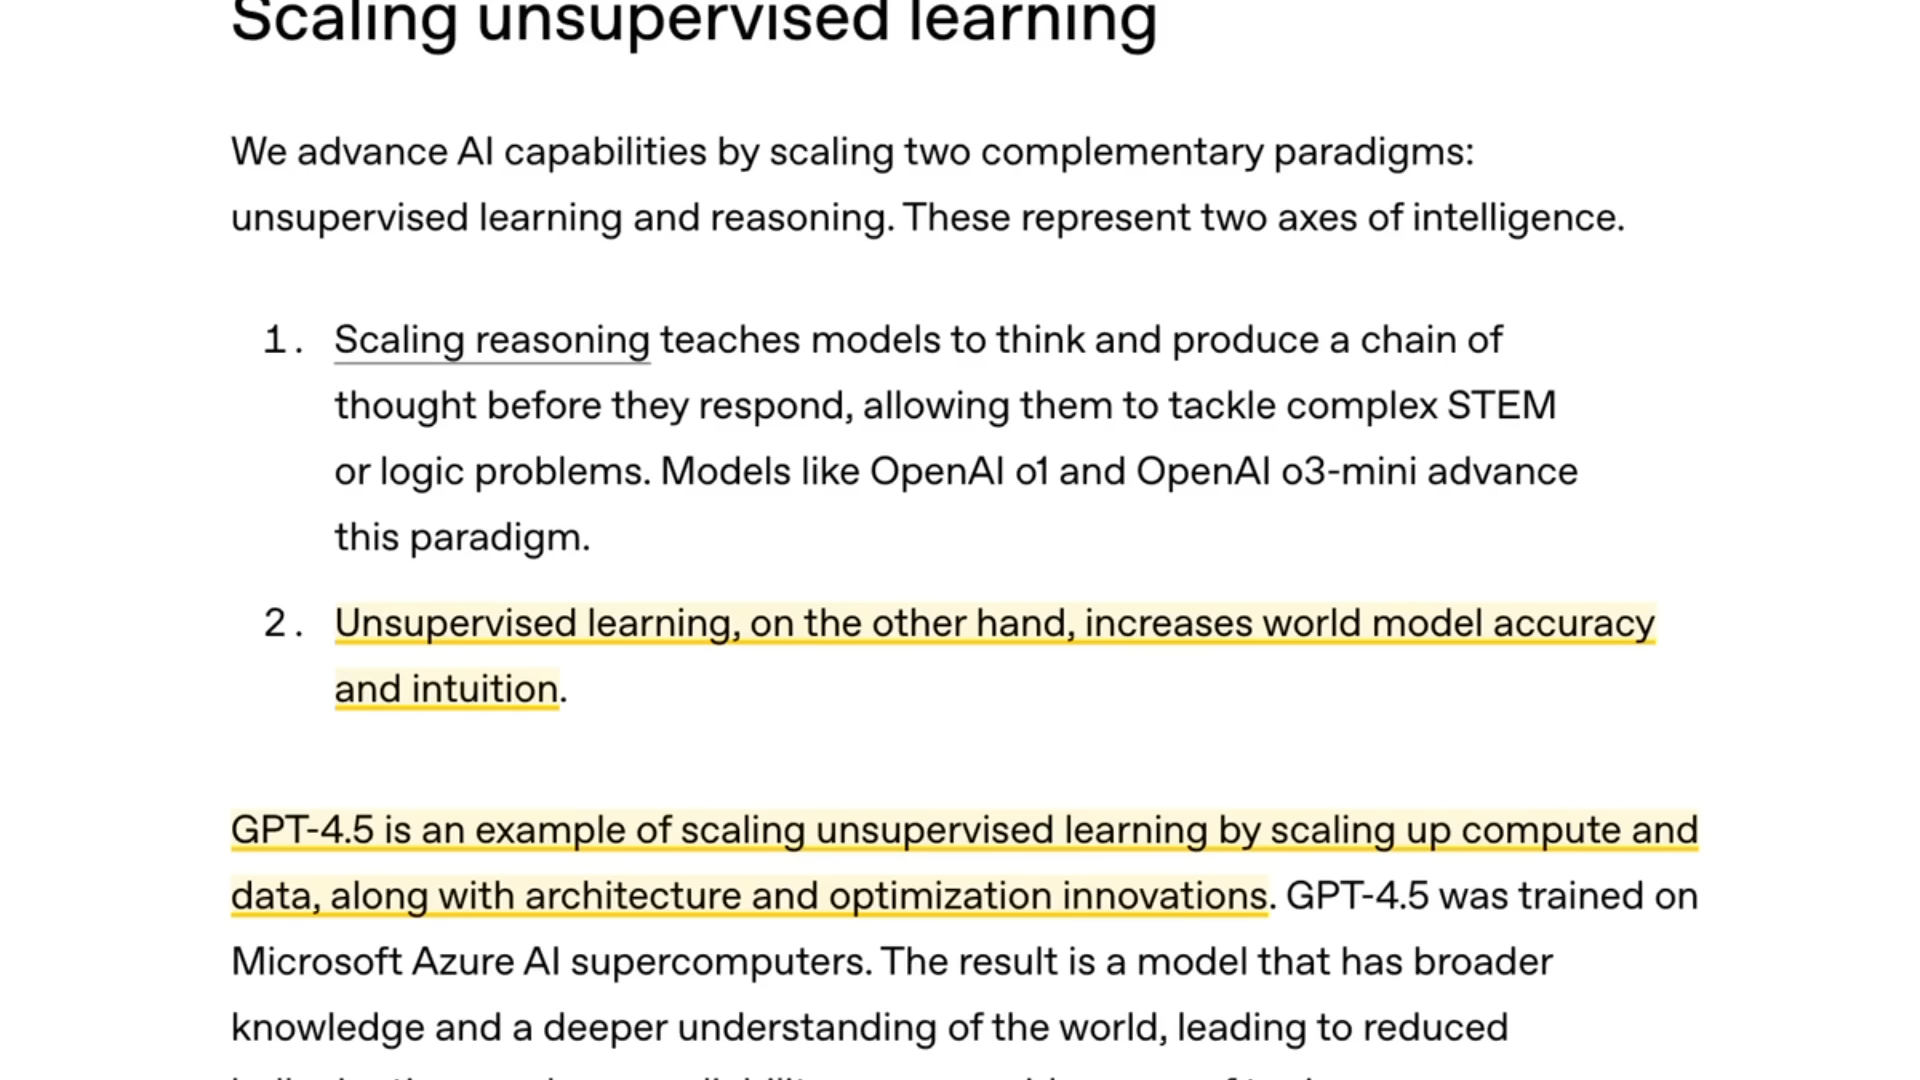 Scaling unsupervised learning
We advance AI capabilities by scaling two complementary paradigms:
unsupervised learning and reasoning. These represent two axes of intelligence.
1. Scaling reasoning teaches models to think and produce a chain of
thought before they respond, allowing them to tackle complex STEM
or logic problems. Models like OpenAI o1 and OpenAI o3-mini advance
this paradigm.
2. Unsupervised learning, on the other hand, increases world model accuracy
and intuition.
GPT-4.5 is an example of scaling unsupervised learning by scaling up compute and
data, along with architecture and optimization innovations. GPT-4.5 was trained on
Microsoft Azure AI supercomputers. The result is a model that has broader
knowledge and a deeper understanding of the world, leading to reduced